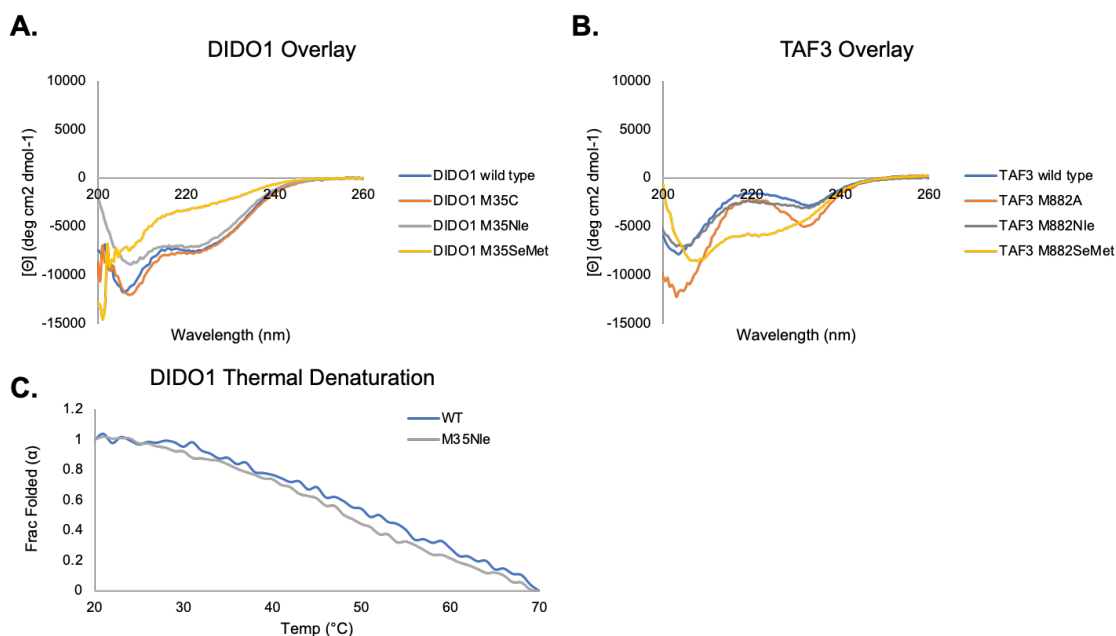 A.
DIDO1 Overlay
10000
5000
0
-5000
-10000
-15000
200
220
240
260
[Θ] (deg cm2 dmol-1)
Wavelength (nm)
DIDO1 wild type
DIDO1 M35C
DIDO1 M35Nle
DIDO1 M35SeMet
B.
TAF3 Overlay
10000
5000
0
-5000
-10000
-15000
200
220
240
260
[Θ] (deg cm2 dmol-1)
Wavelength (nm)
TAF3 wild type
TAF3 M882A
TAF3 M882Nle
TAF3 M882SeMet
C.
DIDO1 Thermal Denaturation
1.2
1
0.8
0.6
0.4
0.2
0
20
30
40
50
60
70
Frac Folded (α)
Temp (°C)
WT
M35Nle